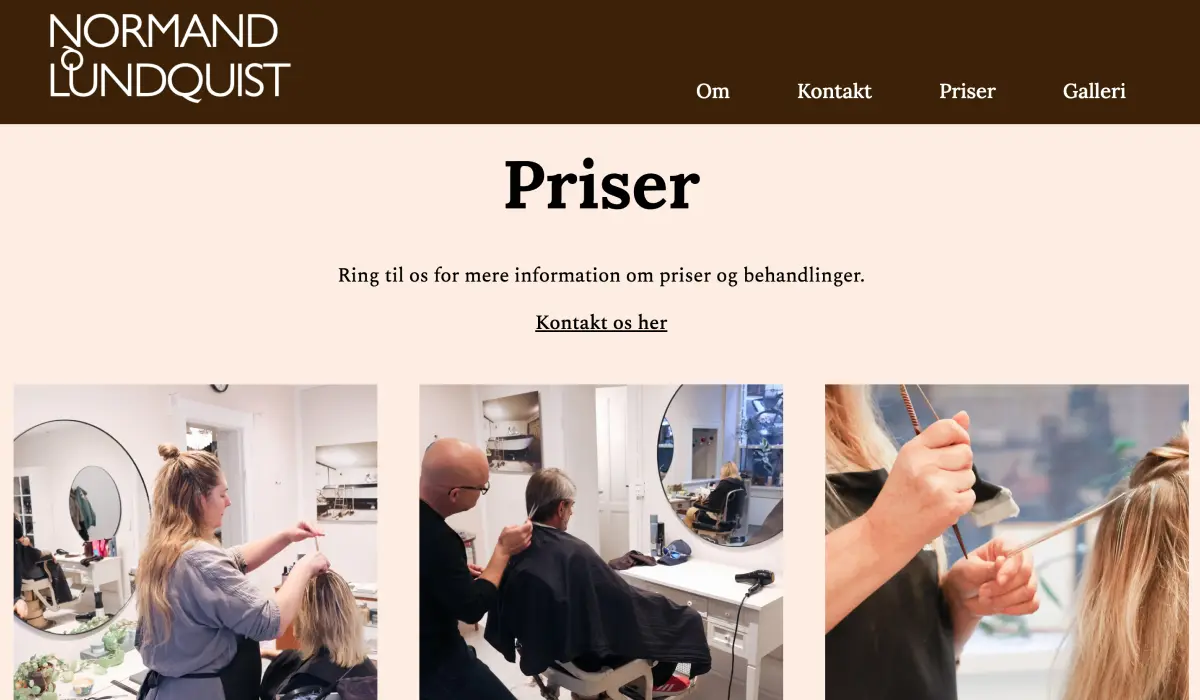 NORMAND
& LUNDQUIST
Om Kontakt Priser Galleri
Priser
Ring til os for mere information om priser og behandlinger.
Kontakt os her